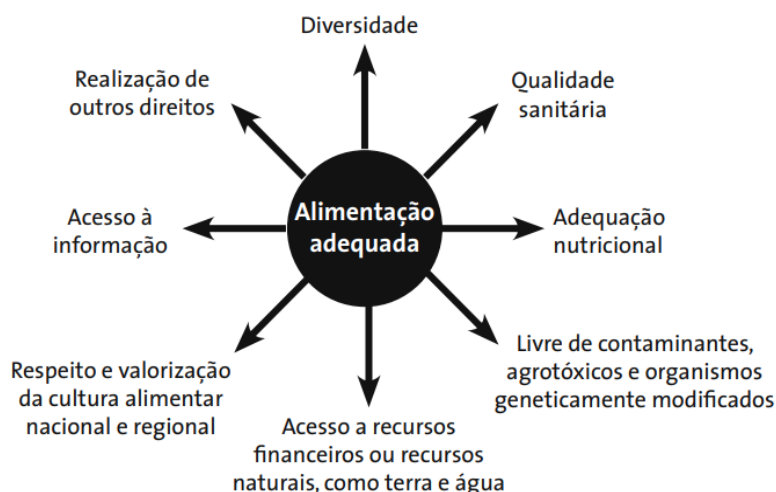 Diversidade
Realização de
outros direitos
Qualidade
sanitária
Acesso à
informação
Alimentação
adequada
Adequação
nutricional
Respeito e valorização
da cultura alimentar
nacional e regional
Acesso a recursos
financeiros ou recursos
naturais, como terra e água
Livre de contaminantes,
agrotóxicos e organismos
geneticamente modificados